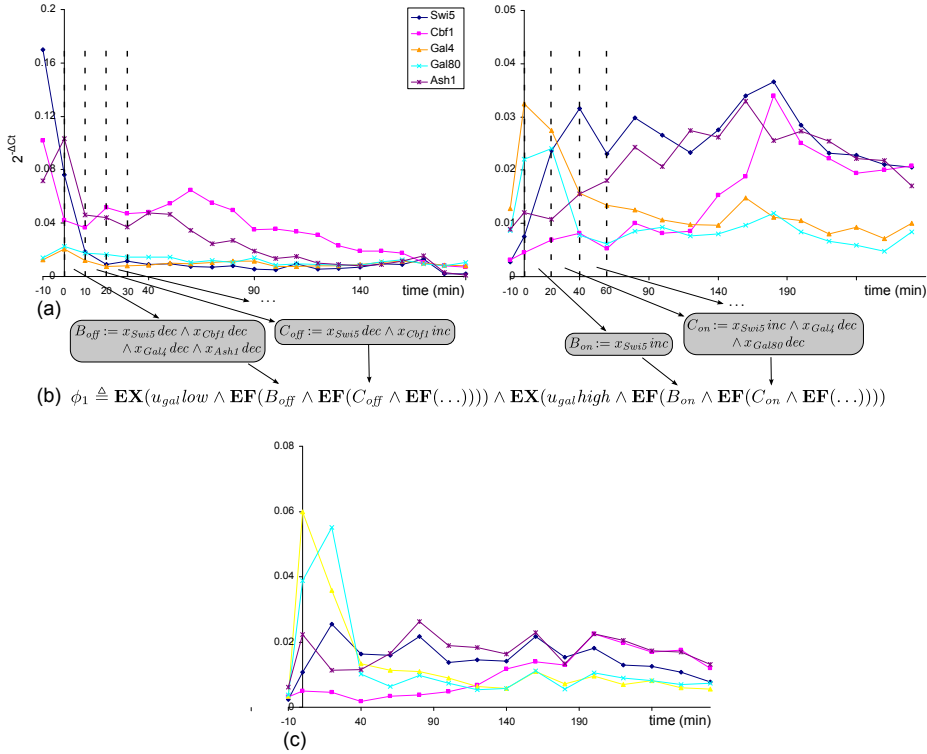 0.2
0.16
0.12
0.08
0.04
0
2^-ΔCt
-10 0 10 20 30 40 90 140 time (min)
Swi5
Cbf1
Gal4
Gal80
Ash1
0.05
0.04
0.03
0.02
0.01
0
-10 0 20 40 60 90 140 190 time (min)
(a)
...
...
B_off := x_Swi5 dec ∧ x_Cbf1 dec
∧ x_Gal4 dec ∧ x_Ash1 dec
C_off := x_Swi5 dec ∧ x_Cbf1 inc
B_on := x_Swi5 inc
C_on := x_Swi5 inc ∧ x_Gal4 dec
∧ x_Gal80 dec
(b) ϕ_1 ≜ EX(u_gal low ∧ EF(B_off ∧ EF(C_off ∧ EF(...)))) ∧ EX(u_gal high ∧ EF(B_on ∧ EF(C_on ∧ EF(...))))
0.08
0.06
0.04
0.02
0
-10 40 90 140 190 time (min)
(c)